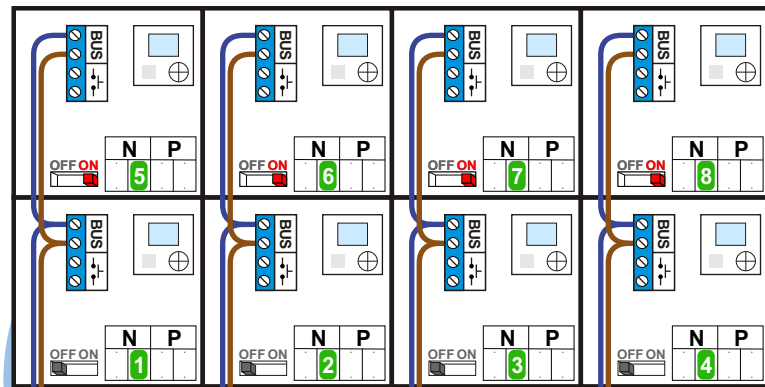 BUS BUS BUS BUS
N P N P N P N P
OFF ON OFF ON OFF ON OFF ON
5 6 7 8
BUS BUS BUS BUS
N P N P N P N P
OFF ON OFF ON OFF ON OFF ON
1 2 3 4